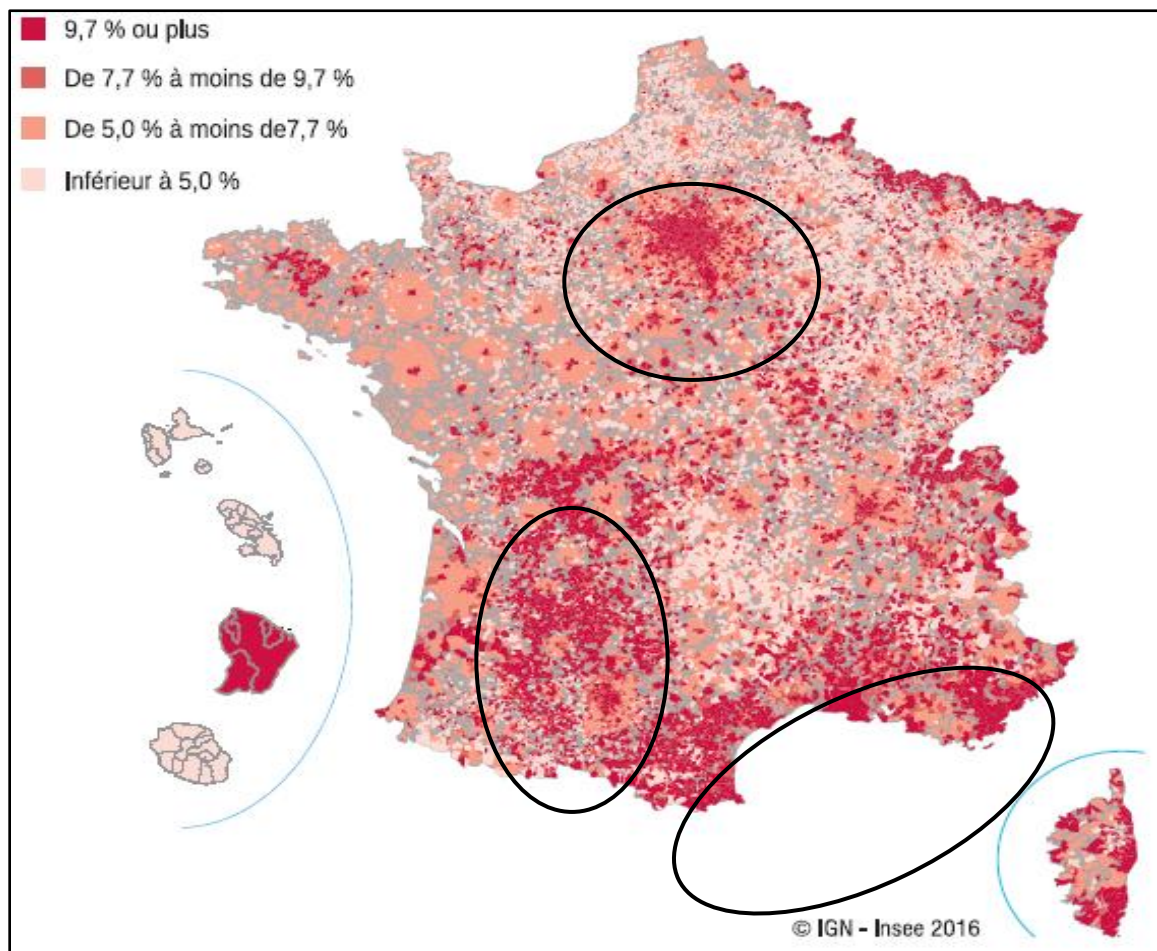 9,7 % ou plus
De 7,7 % à moins de 9,7 %
De 5,0 % à moins de7,7 %
Inférieur à 5,0 %
© IGN - Insee 2016